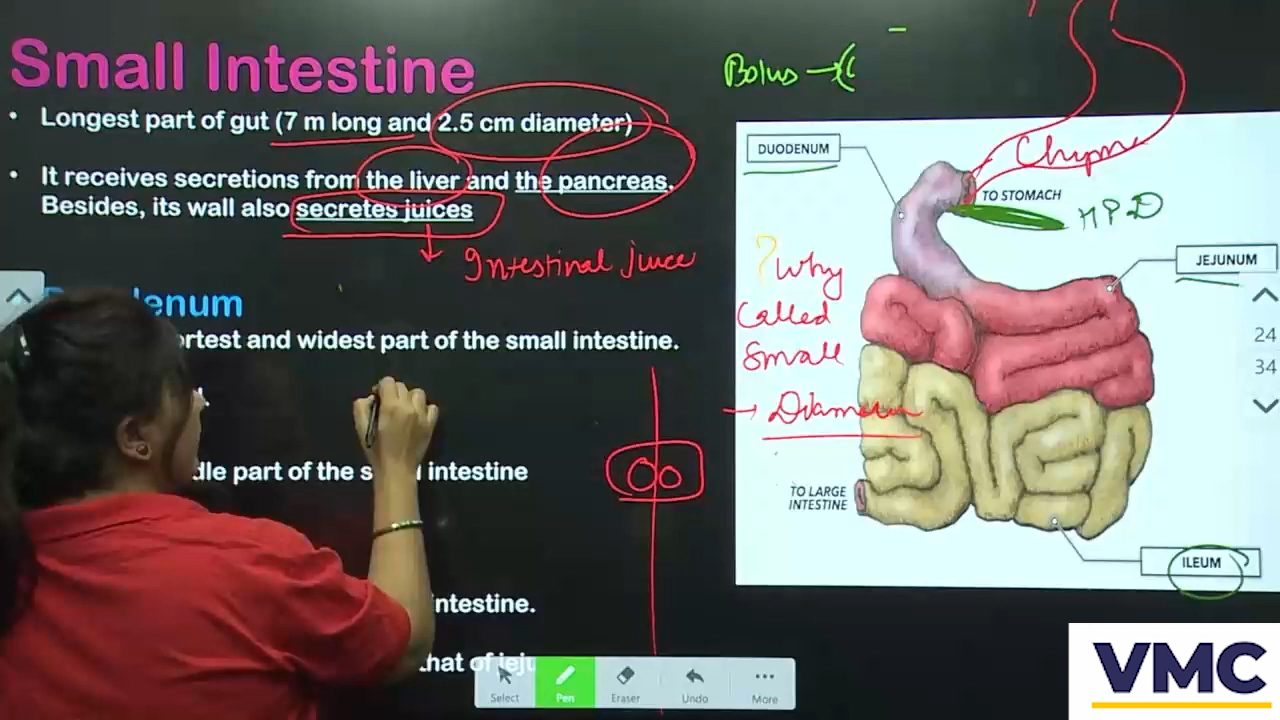 Small Intestine
• Longest part of gut (7 m long and 2.5 cm diameter)
• It receives secretions from the liver and the pancreas.
Besides, its wall also secretes juices
Intestinal juice
enum
rtest and widest part of the small intestine.
dle part of the s l intestine
intestine.
that of jeju
Bolus
DUODENUM
Chyme
TO STOMACH
HPD
JEJUNUM
? Why
Called
Small
→ Diameter
TO LARGE
INTESTINE
ILEUM
24
34
Select
Pen
Eraser
Undo
More
VMC